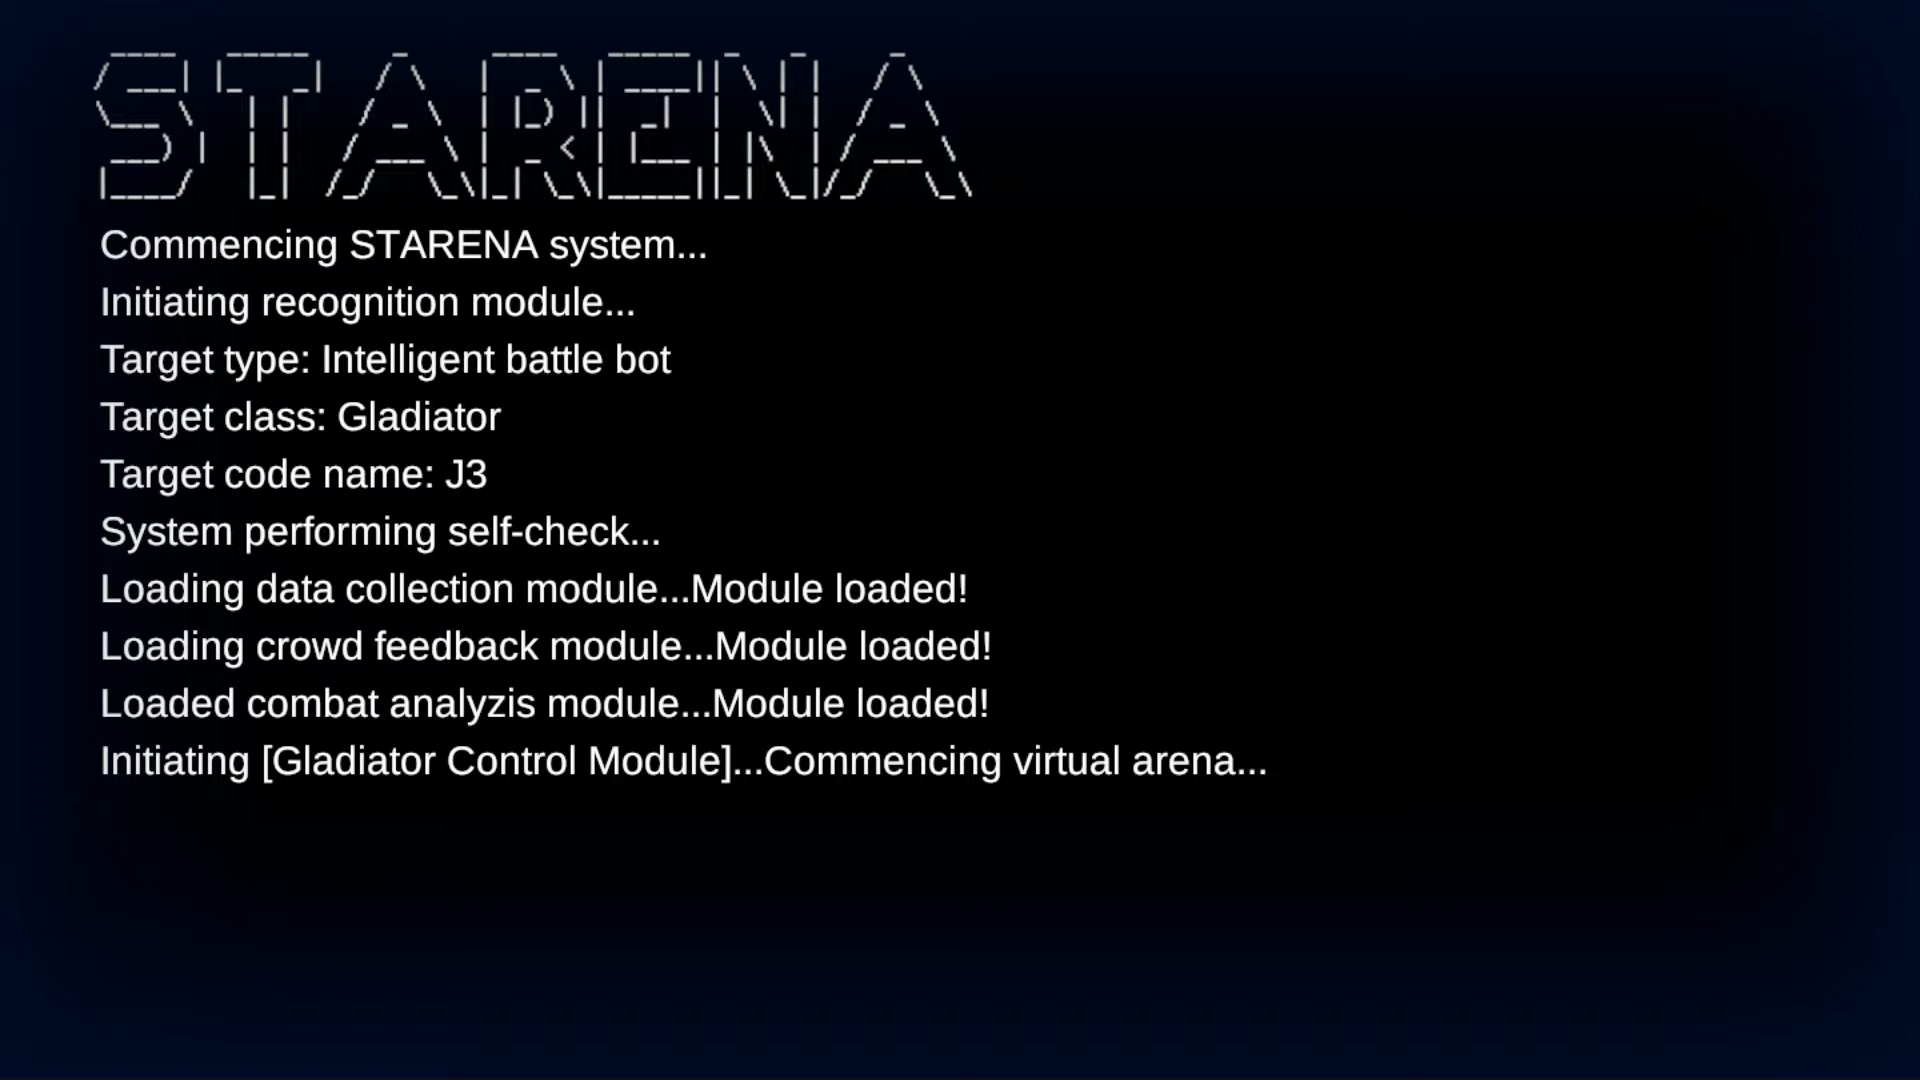 STARENA
Commencing STARENA system...
Initiating recognition module...
Target type: Intelligent battle bot
Target class: Gladiator
Target code name: J3
System performing self-check...
Loading data collection module...Module loaded!
Loading crowd feedback module...Module loaded!
Loaded combat analyzis module...Module loaded!
Initiating [Gladiator Control Module]...Commencing virtual arena...